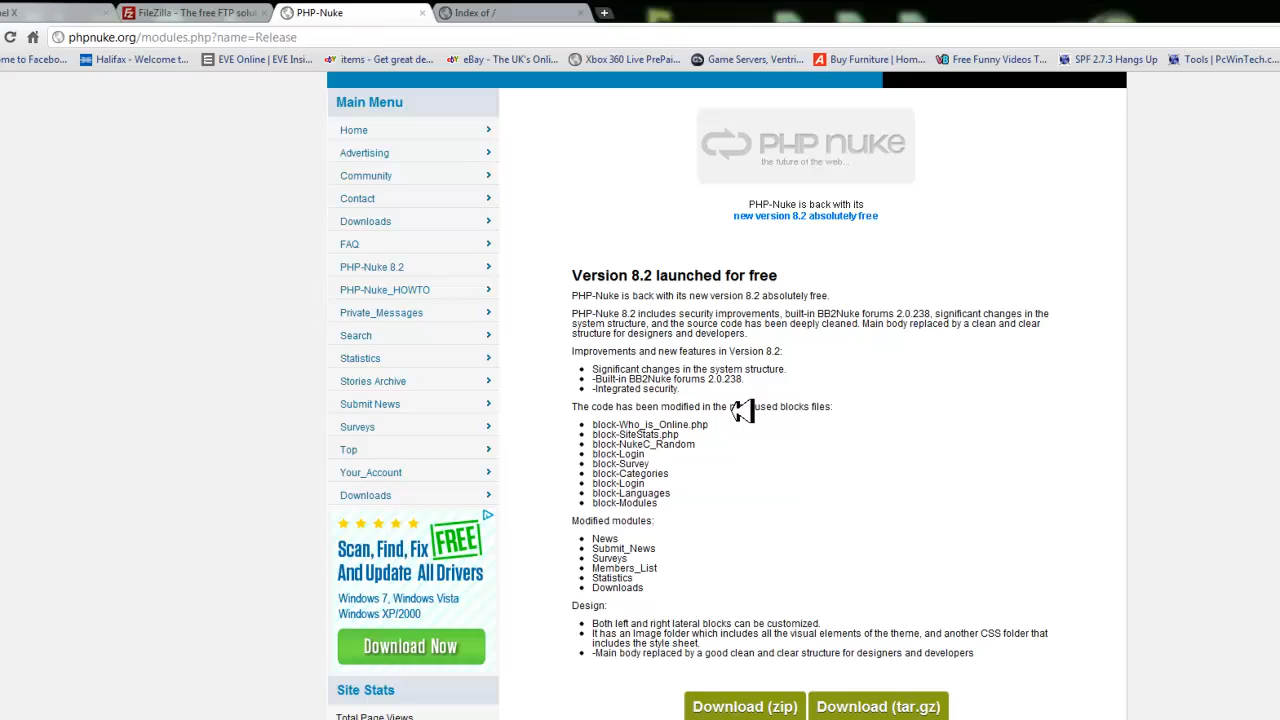 nel X
FileZilla - The free FTP solu
PHP-Nuke
Index of /
phpnuke.org/modules.php?name=Release
me to Facebo...
Halifax - Welcome t...
EVE Online | EVE Insi...
items - Get great de...
eBay - The UK's Onli...
Xbox 360 Live PrePai...
Game Servers, Ventri...
Buy Furniture | Hom...
Free Funny Videos T...
SPF 2.7.3 Hangs Up
Tools | PcWinTech.c...
Main Menu
Home
Advertising
Community
Contact
Downloads
FAQ
PHP-Nuke 8.2
PHP-Nuke_HOWTO
Private_Messages
Search
Statistics
Stories Archive
Submit News
Surveys
Top
Your_Account
Downloads
Scan, Find, Fix FREE!
And Update All Drivers
Windows 7, Windows Vista
Windows XP/2000
Download Now
Site Stats
Total Page Views
PHP nuke
the future of the web...
PHP-Nuke is back with its
new version 8.2 absolutely free
Version 8.2 launched for free
PHP-Nuke is back with its new version 8.2 absolutely free.
PHP-Nuke 8.2 includes security improvements, built-in BB2Nuke forums 2.0.238, significant changes in the
system structure, and the source code has been deeply cleaned. Main body replaced by a clean and clear
structure for designers and developers.
Improvements and new features in Version 8.2:
Significant changes in the system structure.
-Built-in BB2Nuke forums 2.0.238.
-Integrated security.
The code has been modified in the used blocks files:
block-Who_is_Online.php
block-SiteStats.php
block-NukeC_Random
block-Login
block-Survey
block-Categories
block-Login
block-Languages
block-Modules
Modified modules:
News
Submit_News
Surveys
Members_List
Statistics
Downloads
Design:
Both left and right lateral blocks can be customized.
It has an Image folder which includes all the visual elements of the theme, and another CSS folder that
includes the style sheet.
-Main body replaced by a good clean and clear structure for designers and developers
Download (zip)
Download (tar.gz)